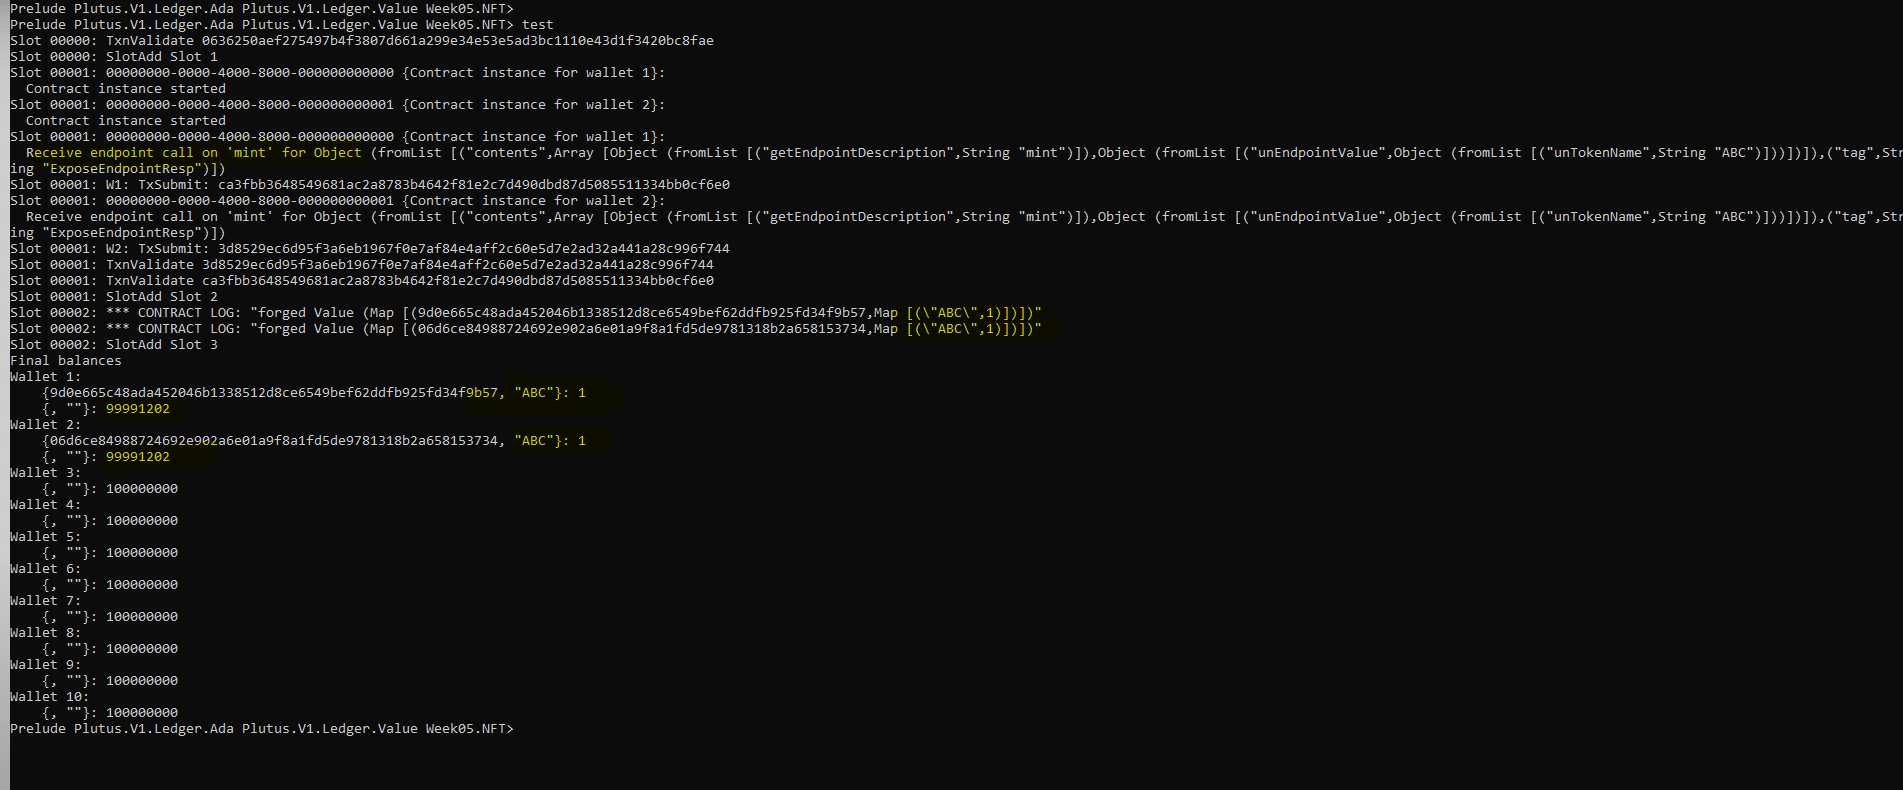 Prelude Plutus.V1.Ledger.Ada Plutus.V1.Ledger.Value Week05.NFT>
Prelude Plutus.V1.Ledger.Ada Plutus.V1.Ledger.Value Week05.NFT> test
Slot 00000: TxnValidate 0636250aef275497b4f3807d661a299e34e53e5ad3bc1110e43d1f3420bc8fae
Slot 00000: SlotAdd Slot 1
Slot 00001: 00000000-0000-4000-8000-000000000000 {Contract instance for wallet 1}:
  Contract instance started
Slot 00001: 00000000-0000-4000-8000-000000000001 {Contract instance for wallet 2}:
  Contract instance started
Slot 00001: 00000000-0000-4000-8000-000000000000 {Contract instance for wallet 1}:
  Receive endpoint call on 'mint' for Object (fromList [("contents",Array [Object (fromList [("getEndpointDescription",String "mint")]),Object (fromList [("unEndpointValue",Object (fromList [("unTokenName",String "ABC")]))])]),("tag",Str
ing "ExposeEndpointResp")])
Slot 00001: W1: TxSubmit: ca3fbb3648549681ac2a8783b4642f81e2c7d490dbd87d5085511334bb0cf6e0
Slot 00001: 00000000-0000-4000-8000-000000000001 {Contract instance for wallet 2}:
  Receive endpoint call on 'mint' for Object (fromList [("contents",Array [Object (fromList [("getEndpointDescription",String "mint")]),Object (fromList [("unEndpointValue",Object (fromList [("unTokenName",String "ABC")]))])]),("tag",Str
ing "ExposeEndpointResp")])
Slot 00001: W2: TxSubmit: 3d8529ec6d95f3a6eb1967f0e7af84e4aff2c60e5d7e2ad32a441a28c996f744
Slot 00001: TxnValidate 3d8529ec6d95f3a6eb1967f0e7af84e4aff2c60e5d7e2ad32a441a28c996f744
Slot 00001: TxnValidate ca3fbb3648549681ac2a8783b4642f81e2c7d490dbd87d5085511334bb0cf6e0
Slot 00001: SlotAdd Slot 2
Slot 00002: *** CONTRACT LOG: "forged Value (Map [(9d0e665c48ada452046b1338512d8ce6549bef62ddfb925fd34f9b57,Map [(\"ABC\",1)])])"
Slot 00002: *** CONTRACT LOG: "forged Value (Map [(06d6ce84988724692e902a6e01a9f8a1fd5de9781318b2a658153734,Map [(\"ABC\",1)])])"
Slot 00002: SlotAdd Slot 3
Final balances
Wallet 1:
    {9d0e665c48ada452046b1338512d8ce6549bef62ddfb925fd34f9b57, "ABC"}: 1
    {, ""}: 99991202
Wallet 2:
    {06d6ce84988724692e902a6e01a9f8a1fd5de9781318b2a658153734, "ABC"}: 1
    {, ""}: 99991202
Wallet 3:
    {, ""}: 100000000
Wallet 4:
    {, ""}: 100000000
Wallet 5:
    {, ""}: 100000000
Wallet 6:
    {, ""}: 100000000
Wallet 7:
    {, ""}: 100000000
Wallet 8:
    {, ""}: 100000000
Wallet 9:
    {, ""}: 100000000
Wallet 10:
    {, ""}: 100000000
Prelude Plutus.V1.Ledger.Ada Plutus.V1.Ledger.Value Week05.NFT>